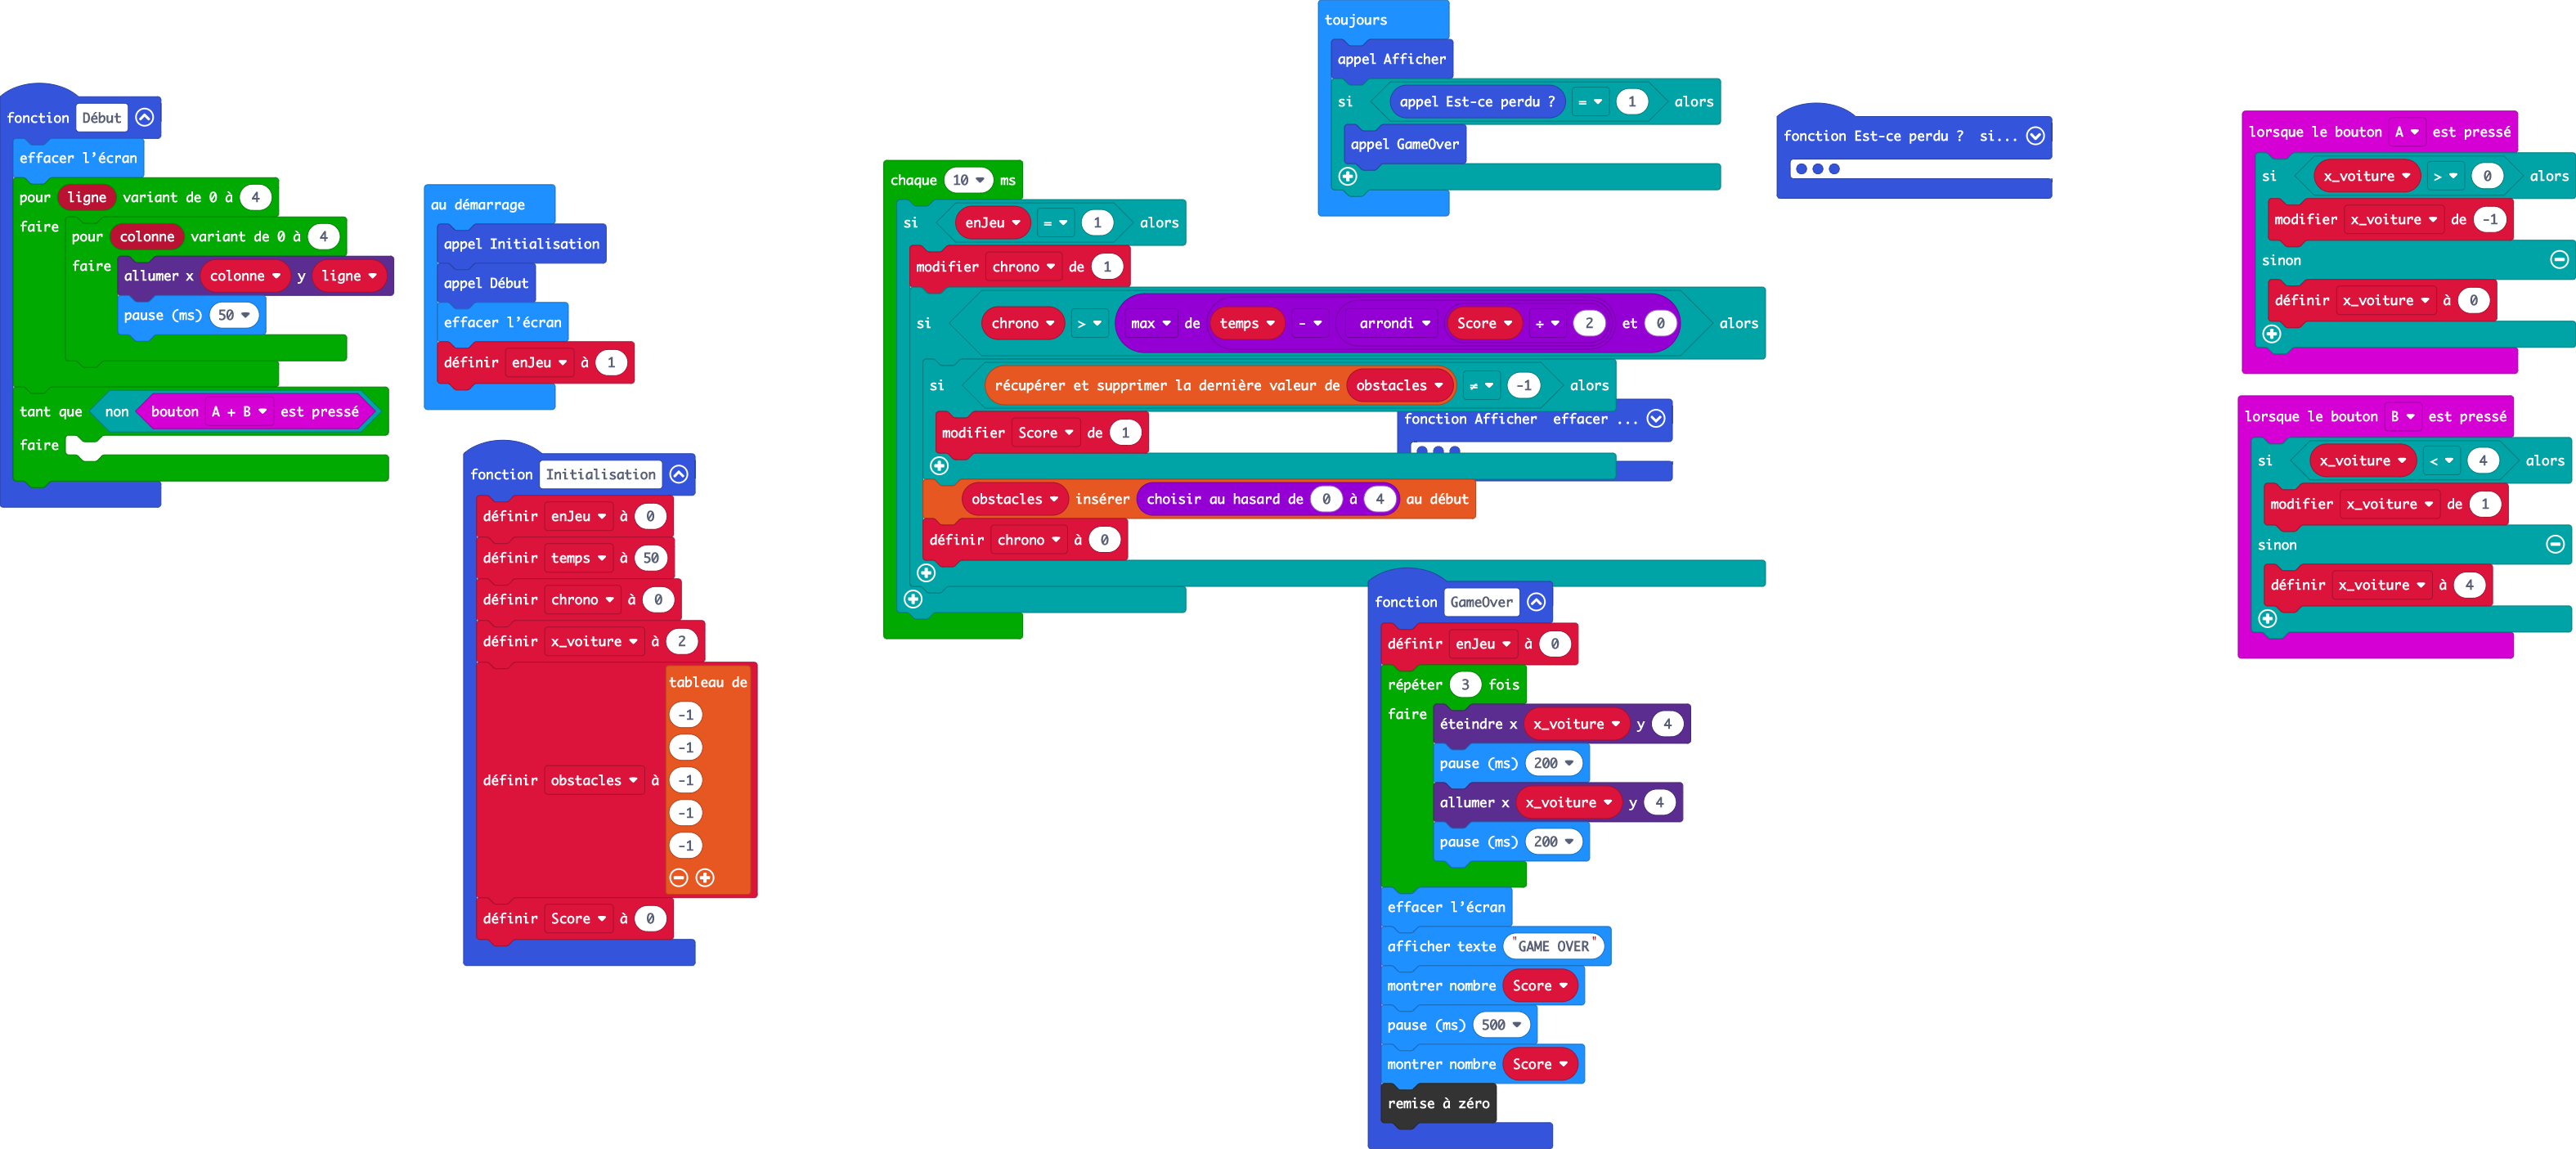 fonction Début
effacer l’écran
pour ligne variant de 0 à 4
faire
pour colonne variant de 0 à 4
faire
allumer x colonne y ligne
pause (ms) 50
tant que non bouton A + B est pressé
faire
au démarrage
appel Initialisation
appel Début
effacer l’écran
définir enJeu à 1
fonction Initialisation
définir enJeu à 0
définir temps à 50
définir chrono à 0
définir x_voiture à 2
définir obstacles à
tableau de
-1
-1
-1
-1
-1
définir Score à 0
chaque 10 ms
si enJeu = 1 alors
modifier chrono de 1
si chrono > max de temps - arrondi Score ÷ 2 et 0 alors
si récupérer et supprimer la dernière valeur de obstacles ≠ -1 alors
modifier Score de 1
obstacles insérer choisir au hasard de 0 à 4 au début
définir chrono à 0
toujours
appel Afficher
si appel Est-ce perdu ? = 1 alors
appel GameOver
fonction Afficher effacer ...
fonction GameOver
définir enJeu à 0
répéter 3 fois
faire
éteindre x x_voiture y 4
pause (ms) 200
allumer x x_voiture y 4
pause (ms) 200
effacer l’écran
afficher texte "GAME OVER"
montrer nombre Score
pause (ms) 500
montrer nombre Score
remise à zéro
fonction Est-ce perdu ? si...
lorsque le bouton A est pressé
si x_voiture > 0 alors
modifier x_voiture de -1
sinon
définir x_voiture à 0
lorsque le bouton B est pressé
si x_voiture < 4 alors
modifier x_voiture de 1
sinon
définir x_voiture à 4